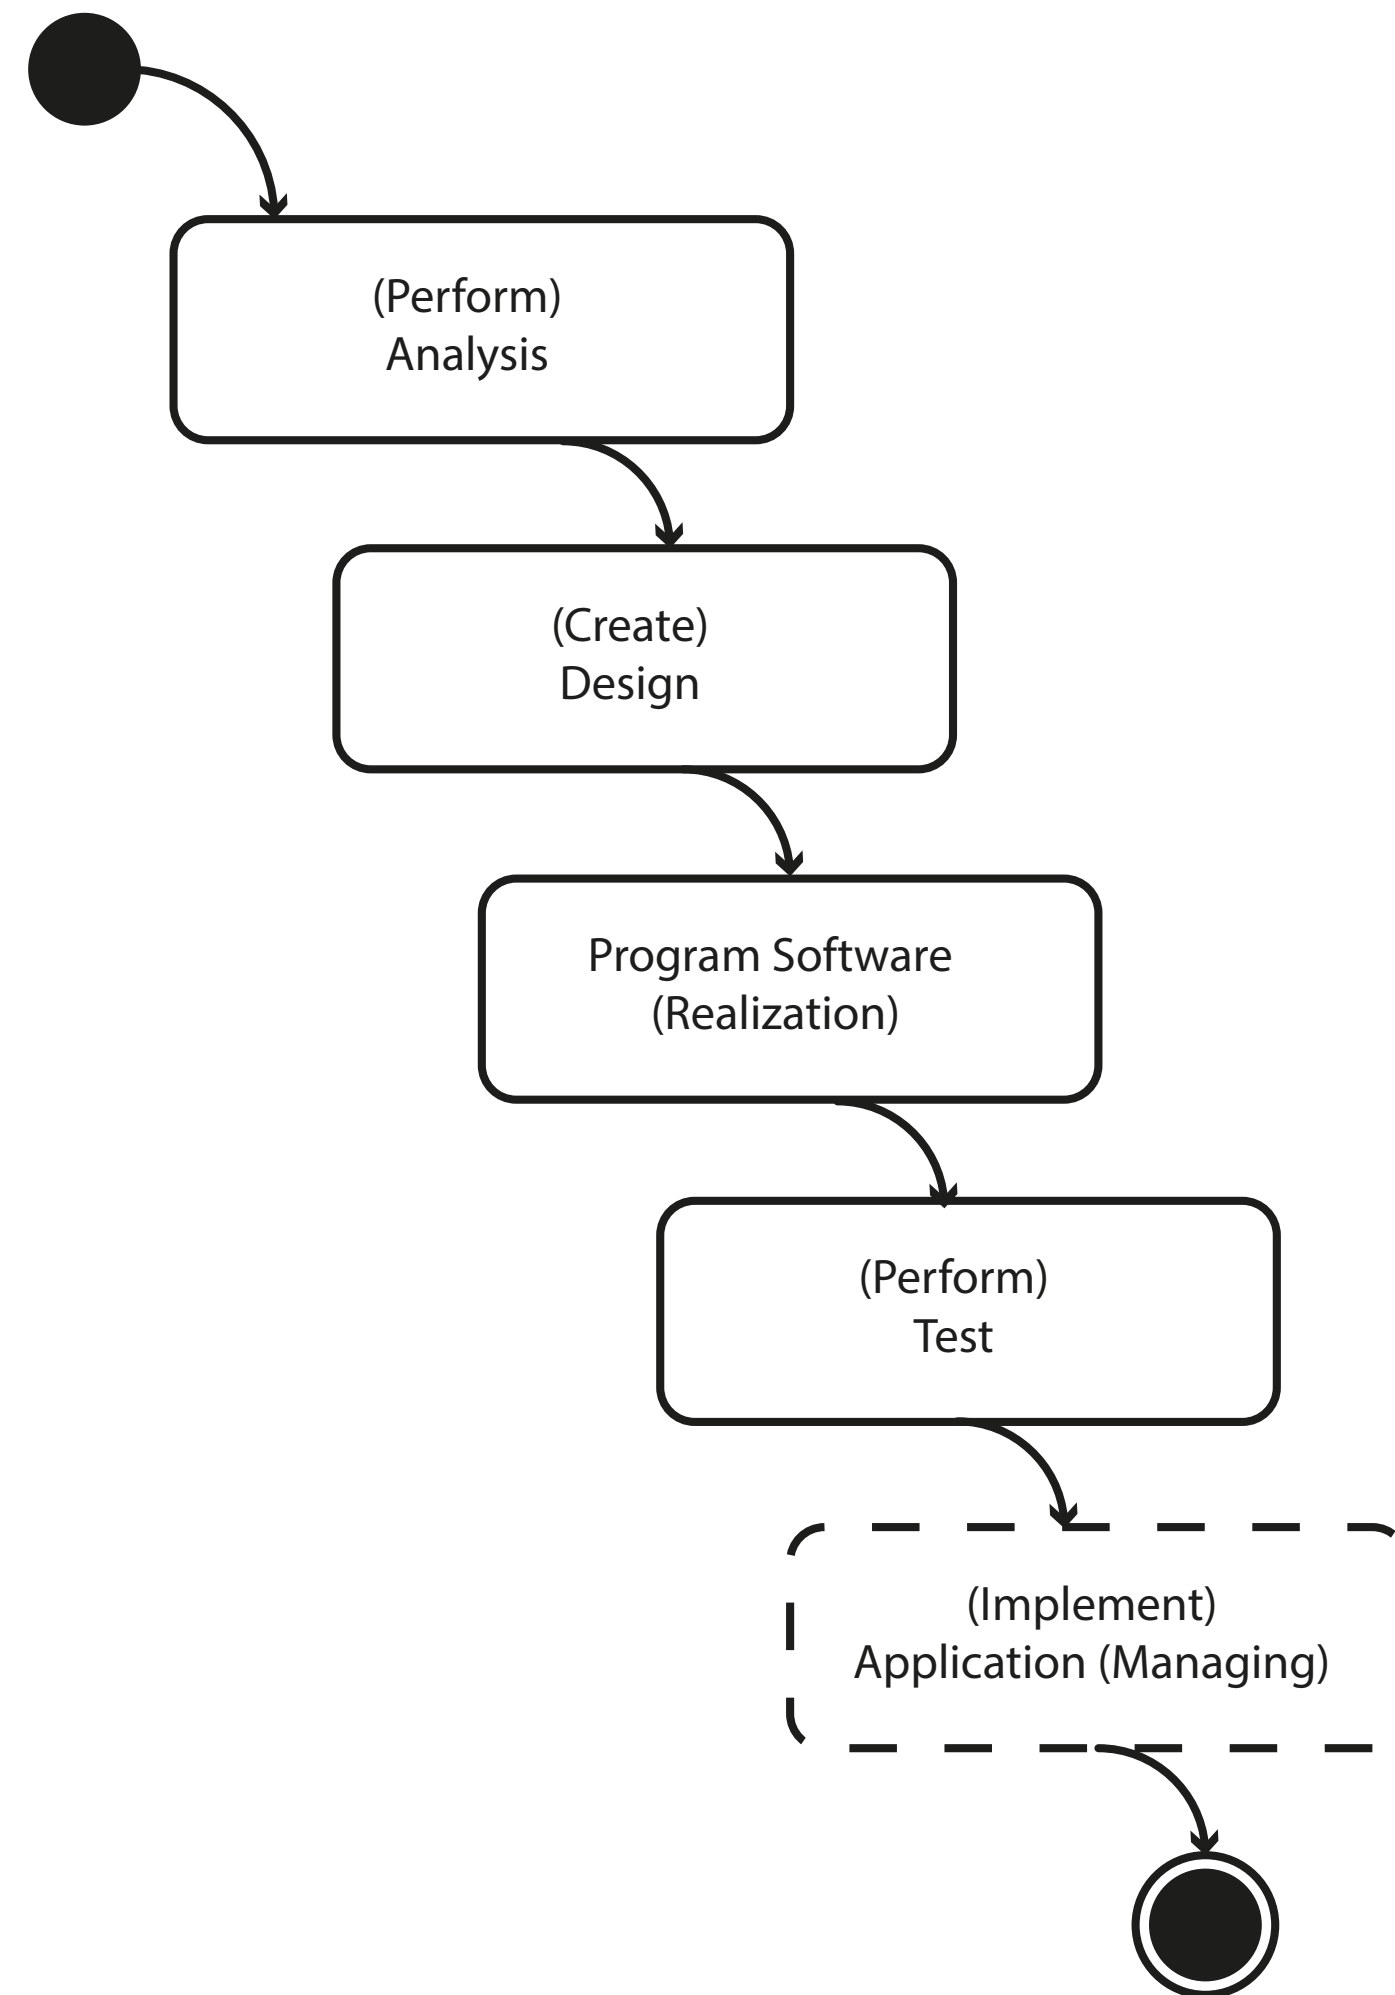 (Perform)
Analysis
(Create)
Design
Program Software
(Realization)
(Perform)
Test
(Implement)
Application (Managing)